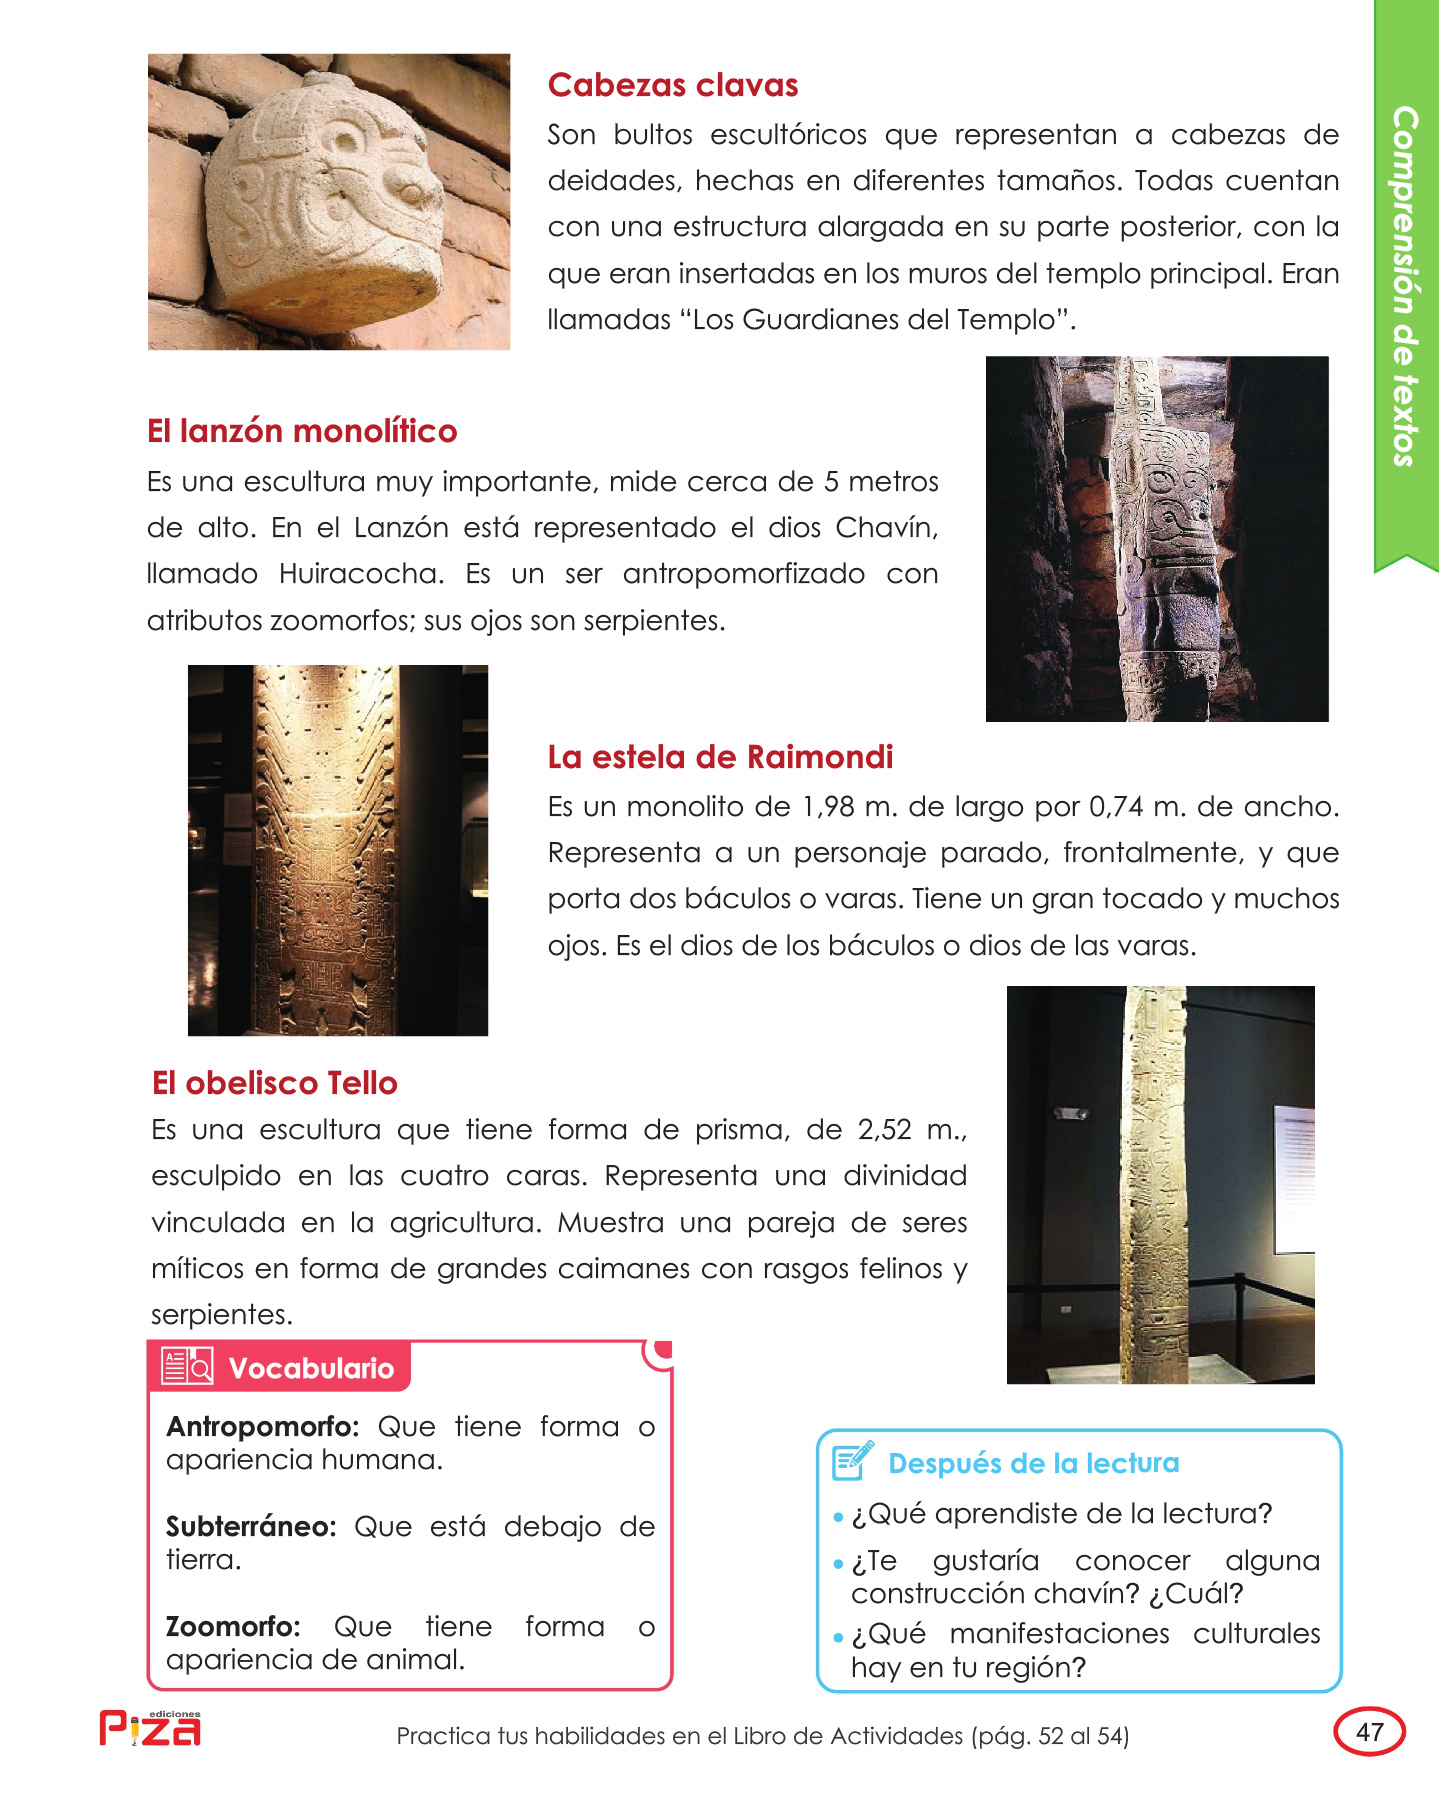 Cabezas clavas
Son bultos escultóricos que representan a cabezas de
deidades, hechas en diferentes tamaños. Todas cuentan
con una estructura alargada en su parte posterior, con la
que eran insertadas en los muros del templo principal. Eran
llamadas “Los Guardianes del Templo”.
Comprensión de textos
El lanzón monolítico
Es una escultura muy importante, mide cerca de 5 metros
de alto. En el Lanzón está representado el dios Chavín,
llamado Huiracocha. Es un ser antropomorfizado con
atributos zoomorfos; sus ojos son serpientes.
La estela de Raimondi
Es un monolito de 1,98 m. de largo por 0,74 m. de ancho.
Representa a un personaje parado, frontalmente, y que
porta dos báculos o varas. Tiene un gran tocado y muchos
ojos. Es el dios de los báculos o dios de las varas.
El obelisco Tello
Es una escultura que tiene forma de prisma, de 2,52 m.,
esculpido en las cuatro caras. Representa una divinidad
vinculada en la agricultura. Muestra una pareja de seres
míticos en forma de grandes caimanes con rasgos felinos y
serpientes.
Vocabulario
Antropomorfo: Que tiene forma o
apariencia humana.
Subterráneo: Que está debajo de
tierra.
Zoomorfo: Que tiene forma o
apariencia de animal.
Después de la lectura
• ¿Qué aprendiste de la lectura?
• ¿Te gustaría conocer alguna
construcción chavín? ¿Cuál?
• ¿Qué manifestaciones culturales
hay en tu región?
ediciones
Piza
Practica tus habilidades en el Libro de Actividades (pág. 52 al 54)
47